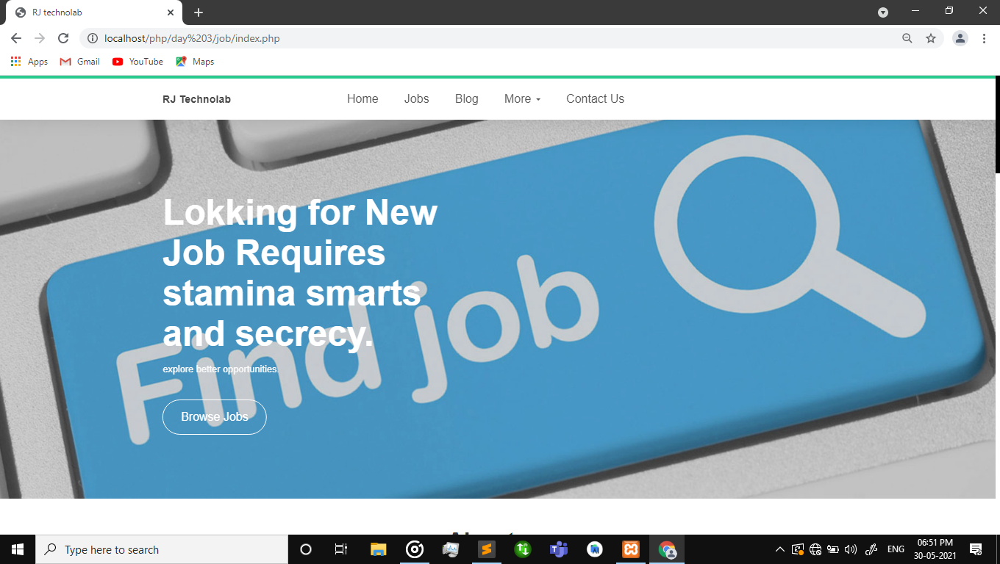 RJ technolab
localhost/php/day%203/job/index.php
Apps Gmail YouTube Maps
RJ Technolab Home Jobs Blog More Contact Us
Lokking for New
Job Requires
stamina smarts
and secrecy.
explore better opportunities.
Browse Jobs
Find job
Type here to search
ENG
06:51 PM
30-05-2021